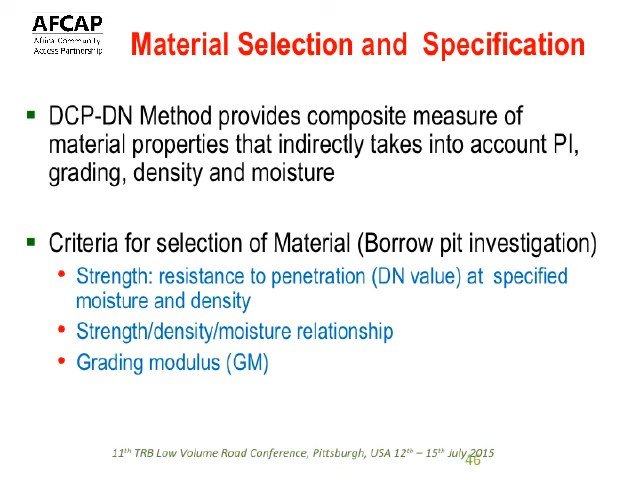 AFCAP
Africa Community
Access Partnership
Material Selection and Specification
DCP-DN Method provides composite measure of
material properties that indirectly takes into account PI,
grading, density and moisture
Criteria for selection of Material (Borrow pit investigation)
Strength: resistance to penetration (DN value) at specified
moisture and density
Strength/density/moisture relationship
Grading modulus (GM)
11th TRB Low Volume Road Conference, Pittsburgh, USA 12th – 15th July 2015
46